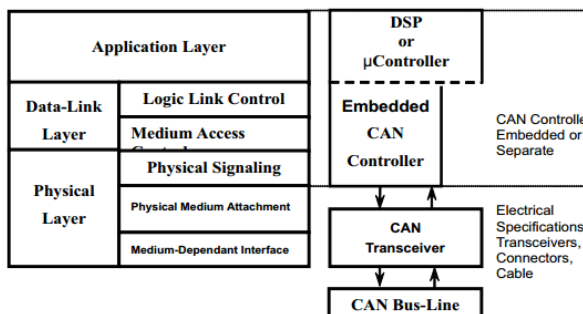 Application Layer
Data-Link
Layer
Logic Link Control
Medium Access
Physical
Layer
Physical Signaling
Physical Medium Attachment
Medium-Dependant Interface
DSP
or
µController
Embedded
CAN
Controller
CAN
Transceiver
CAN Bus-Line
CAN Controlle
Embedded or
Separate
Electrical
Specifications
Transceivers,
Connectors,
Cable